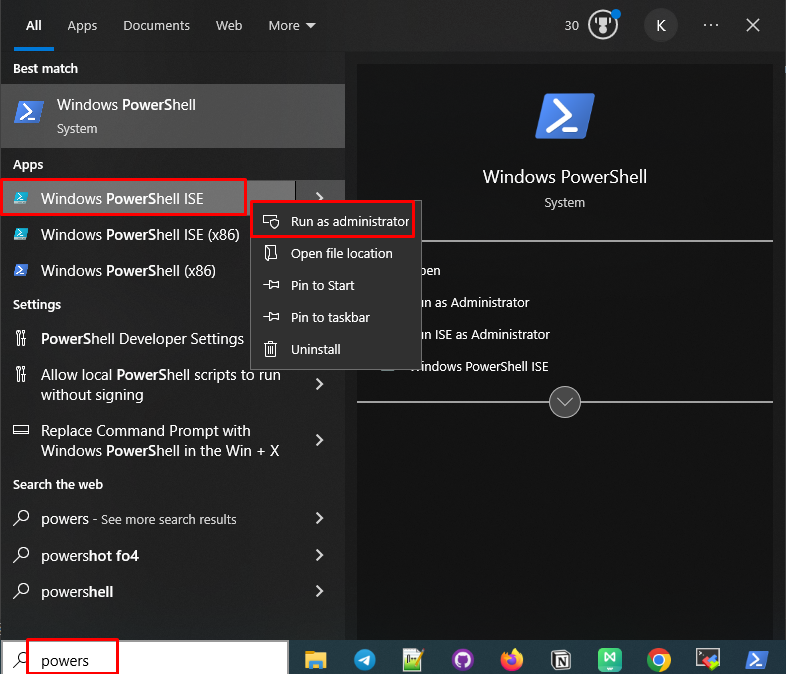 All Apps Documents Web More 30 K
Best match
Windows PowerShell
System
Apps
Windows PowerShell ISE
Windows PowerShell ISE (x86)
Windows PowerShell (x86)
Settings
PowerShell Developer Settings
Allow local PowerShell scripts to run
without signing
Replace Command Prompt with
Windows PowerShell in the Win + X
Search the web
powers - See more search results
powershot fo4
powershell
Run as administrator
Open file location
Pin to Start
Pin to taskbar
Uninstall
Windows PowerShell
System
pen
un as Administrator
un ISE as Administrator
Windows PowerShell ISE
powers